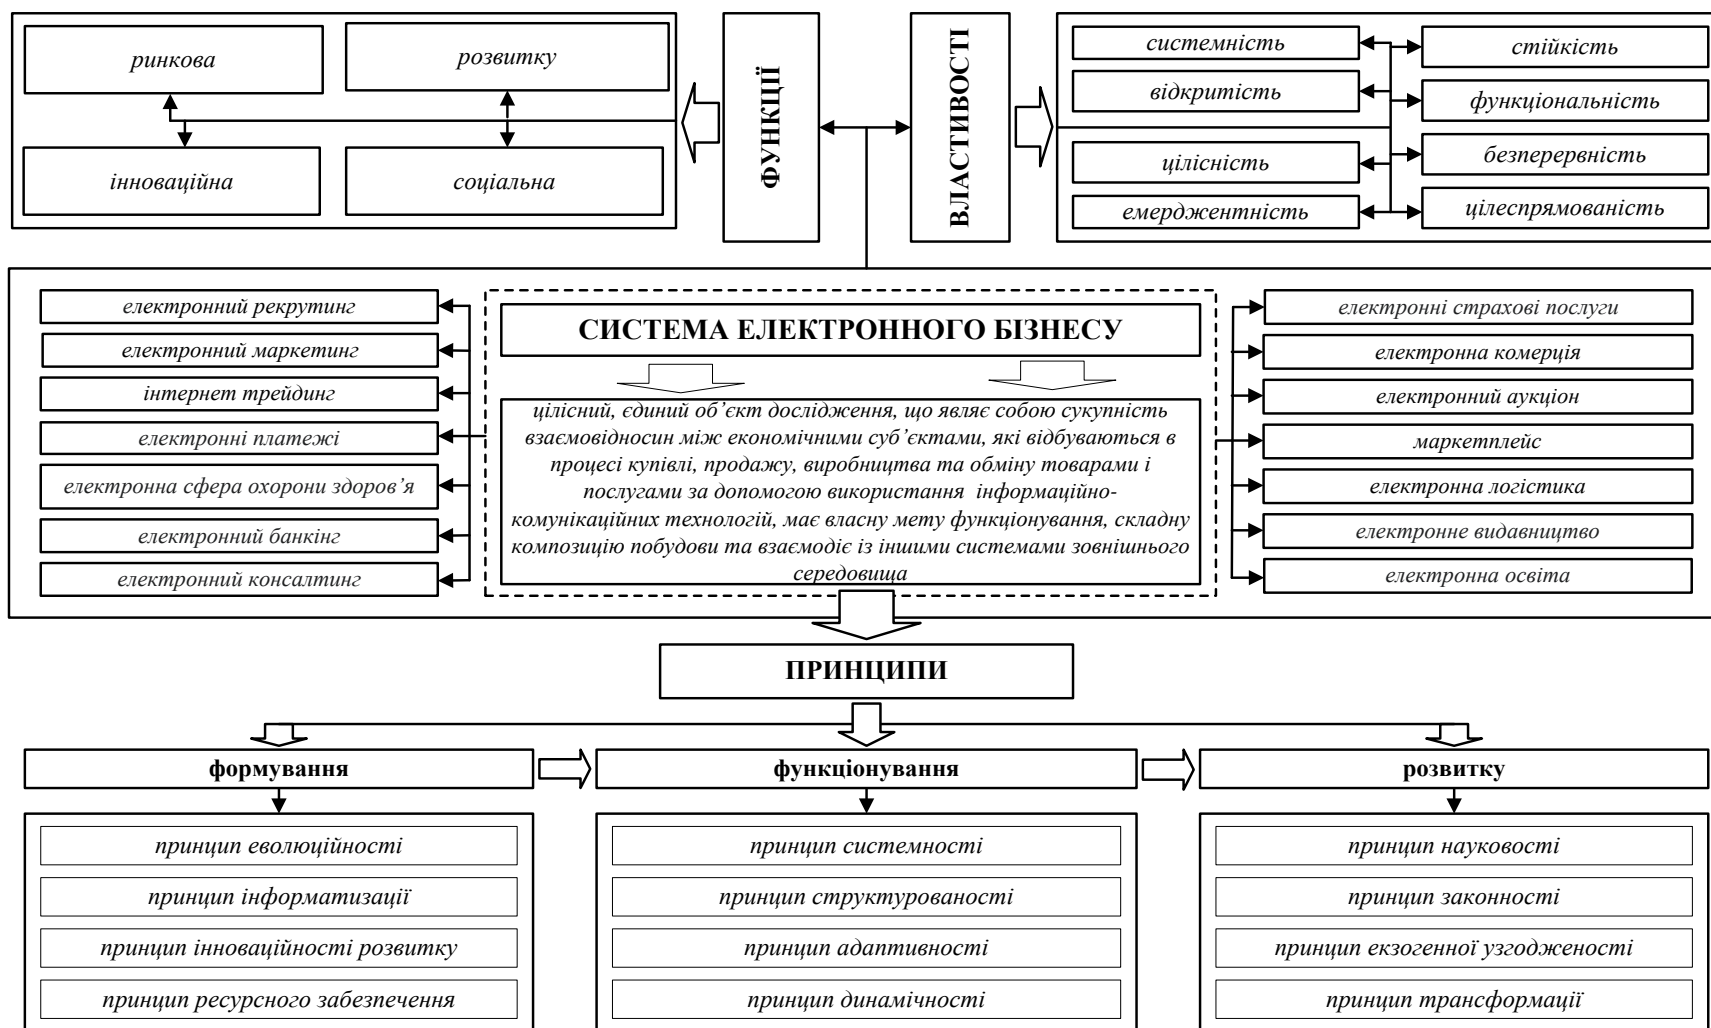 ринкова
розвитку
інноваційна
соціальна
ФУНКЦІЇ
ВЛАСТИВОСТІ
системність
стійкість
відкритість
функціональність
цілісність
безперервність
емерджентність
цілеспрямованість
електронний рекрутинг
електронний маркетинг
інтернет трейдинг
електронні платежі
електронна сфера охорони здоров’я
електронний банкінг
електронний консалтинг
СИСТЕМА ЕЛЕКТРОННОГО БІЗНЕСУ
цілісний, єдиний об’єкт дослідження, що являє собою сукупність
взаємовідносин між економічними суб’єктами, які відбуваються в
процесі купівлі, продажу, виробництва та обміну товарами і
послугами за допомогою використання інформаційно-
комунікаційних технологій, має власну мету функціонування, складну
композицію побудови та взаємодіє із іншими системами зовнішнього
середовища
електронні страхові послуги
електронна комерція
електронний аукціон
маркетплейс
електронна логістика
електронне видавництво
електронна освіта
ПРИНЦИПИ
формування
функціонування
розвитку
принцип еволюційності
принцип інформатизації
принцип інноваційності розвитку
принцип ресурсного забезпечення
принцип системності
принцип структурованості
принцип адаптивності
принцип динамічності
принцип науковості
принцип законності
принцип екзогенної узгодженості
принцип трансформації